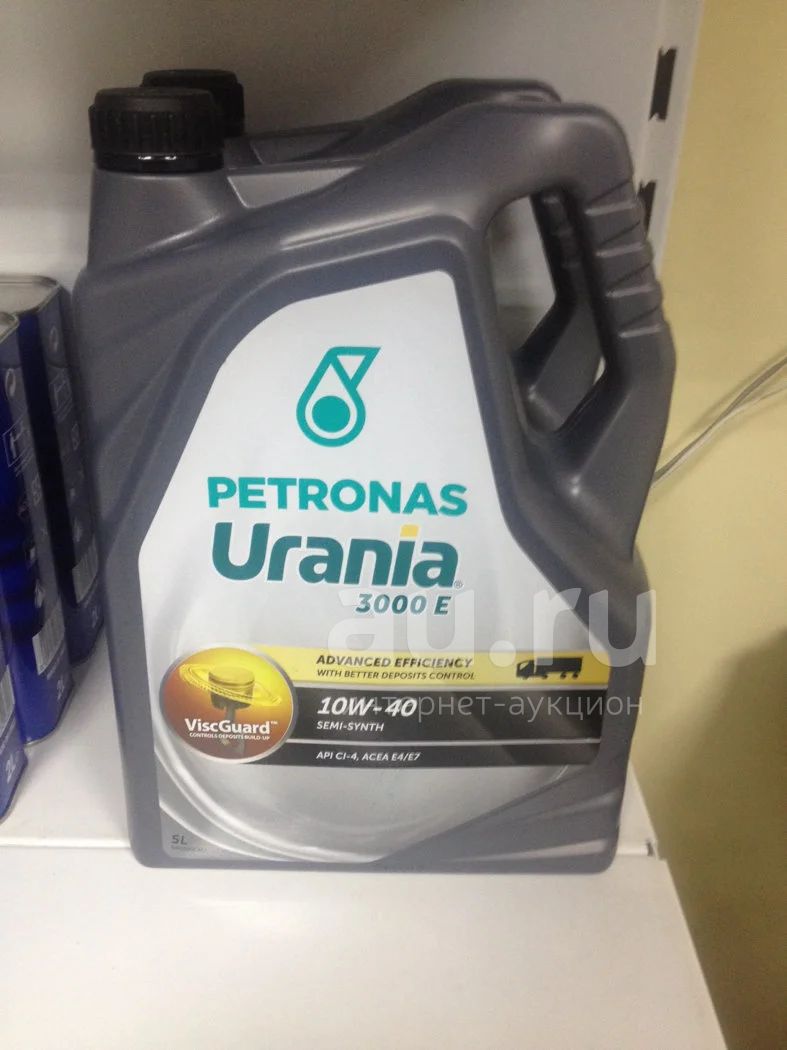 PETRONAS
Urania®
3000 E
au.ru
интернет-аукцион
ADVANCED EFFICIENCY
WITH BETTER DEPOSITS CONTROL
10W-40
SEMI-SYNTH
API CI-4, ACEA E4/E7
ViscGuard™
CONTROLS DEPOSITS BUILD-UP
5L